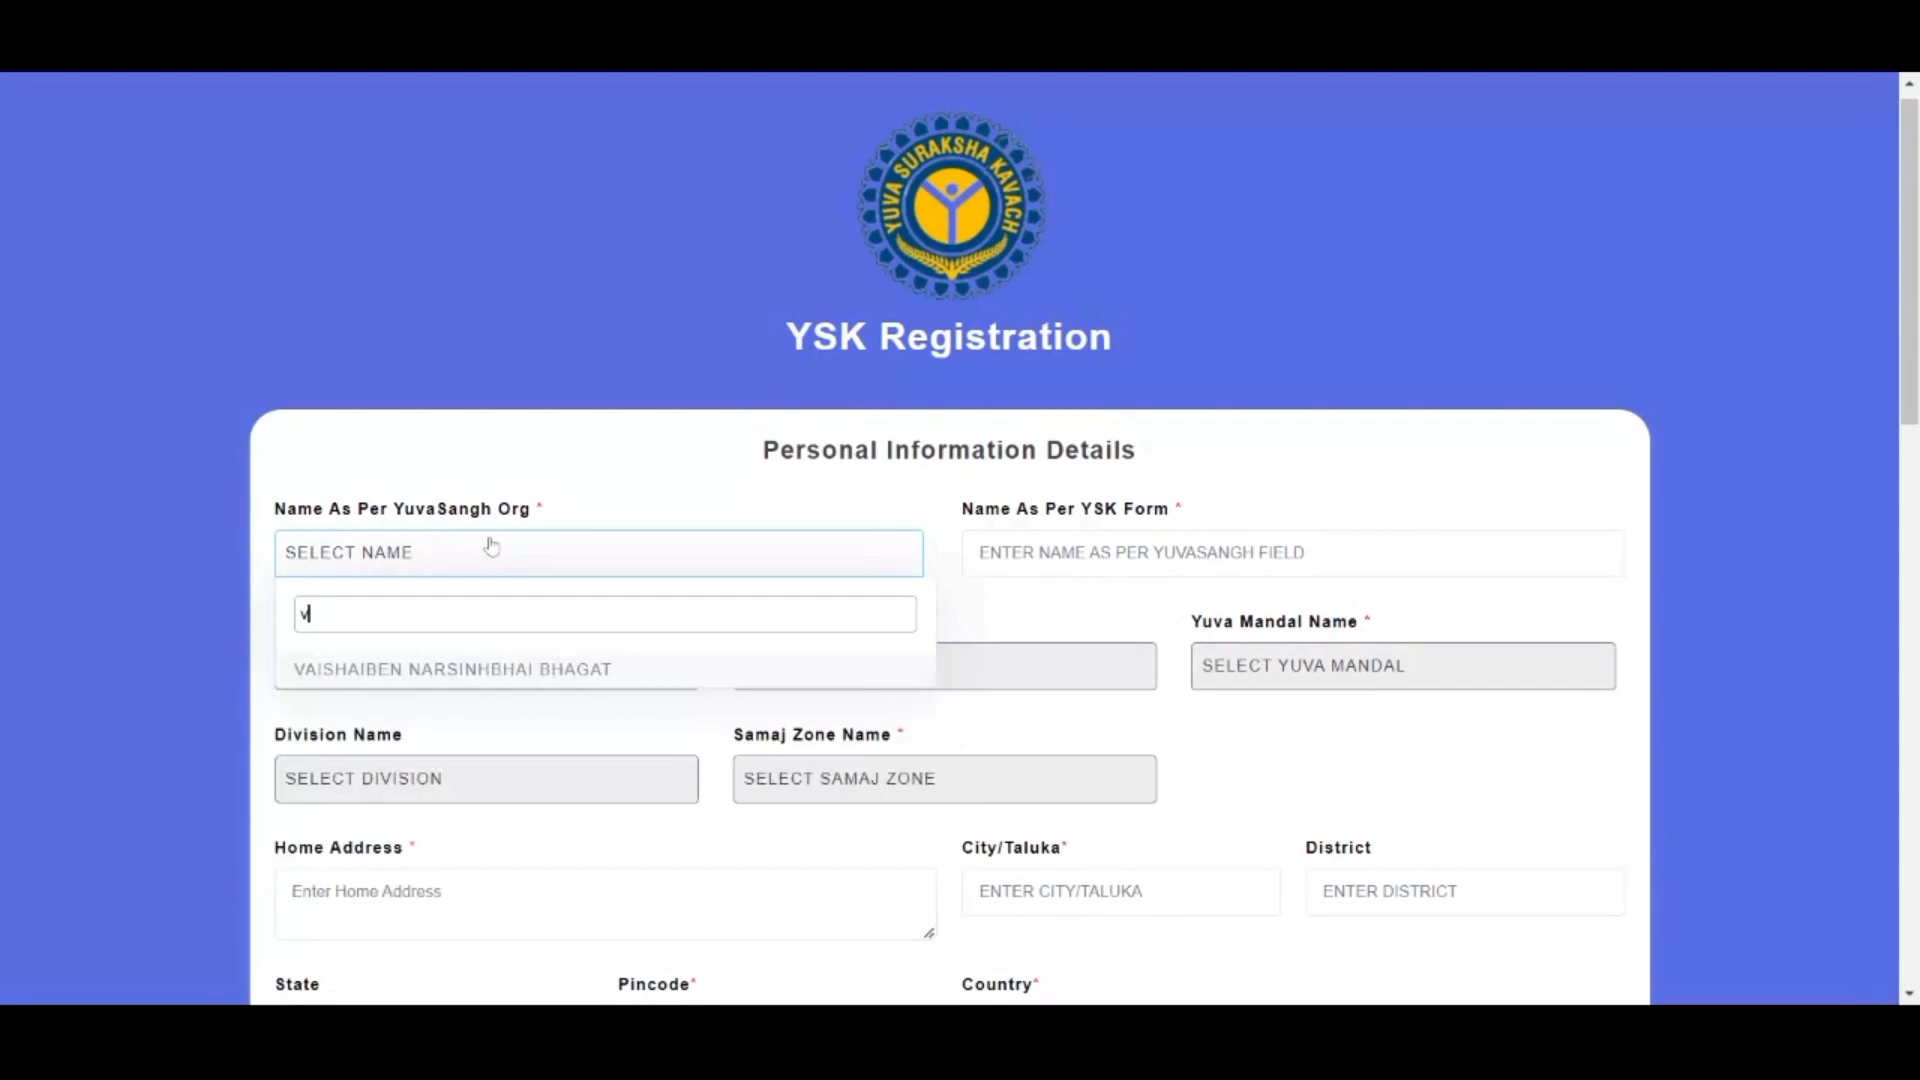 YUVA SURAKSHA KAVACH
YSK Registration
Personal Information Details
Name As Per YuvaSangh Org *
Name As Per YSK Form *
SELECT NAME
ENTER NAME AS PER YUVASANGH FIELD
v
VAISHAIBEN NARSINHBHAI BHAGAT
Yuva Mandal Name *
SELECT YUVA MANDAL
Division Name
Samaj Zone Name *
SELECT DIVISION
SELECT SAMAJ ZONE
Home Address *
City/Taluka*
District
Enter Home Address
ENTER CITY/TALUKA
ENTER DISTRICT
State
Pincode*
Country*